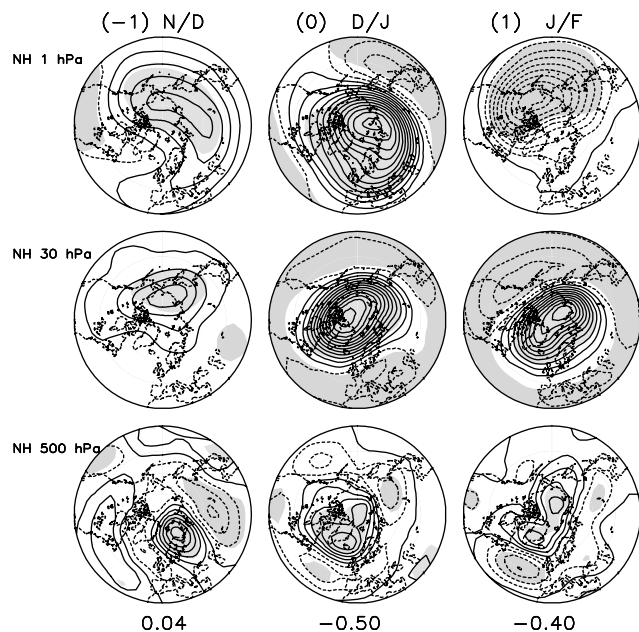 (−1) N/D (0) D/J (1) J/F
NH 1 hPa
NH 30 hPa
NH 500 hPa
0.04 −0.50 −0.40